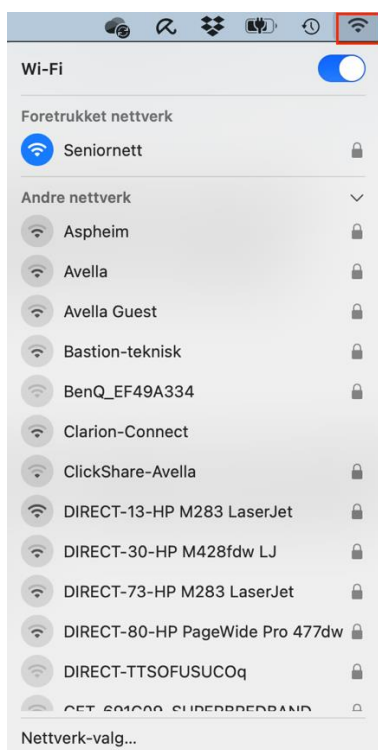 Wi-Fi
Foretrukket nettverk
Seniornett
Andre nettverk
Aspheim
Avella
Avella Guest
Bastion-teknisk
BenQ_EF49A334
Clarion-Connect
ClickShare-Avella
DIRECT-13-HP M283 LaserJet
DIRECT-30-HP M428fdw LJ
DIRECT-73-HP M283 LaserJet
DIRECT-80-HP PageWide Pro 477dw
DIRECT-TTSOFUSUCOq
Nettverk-valg...